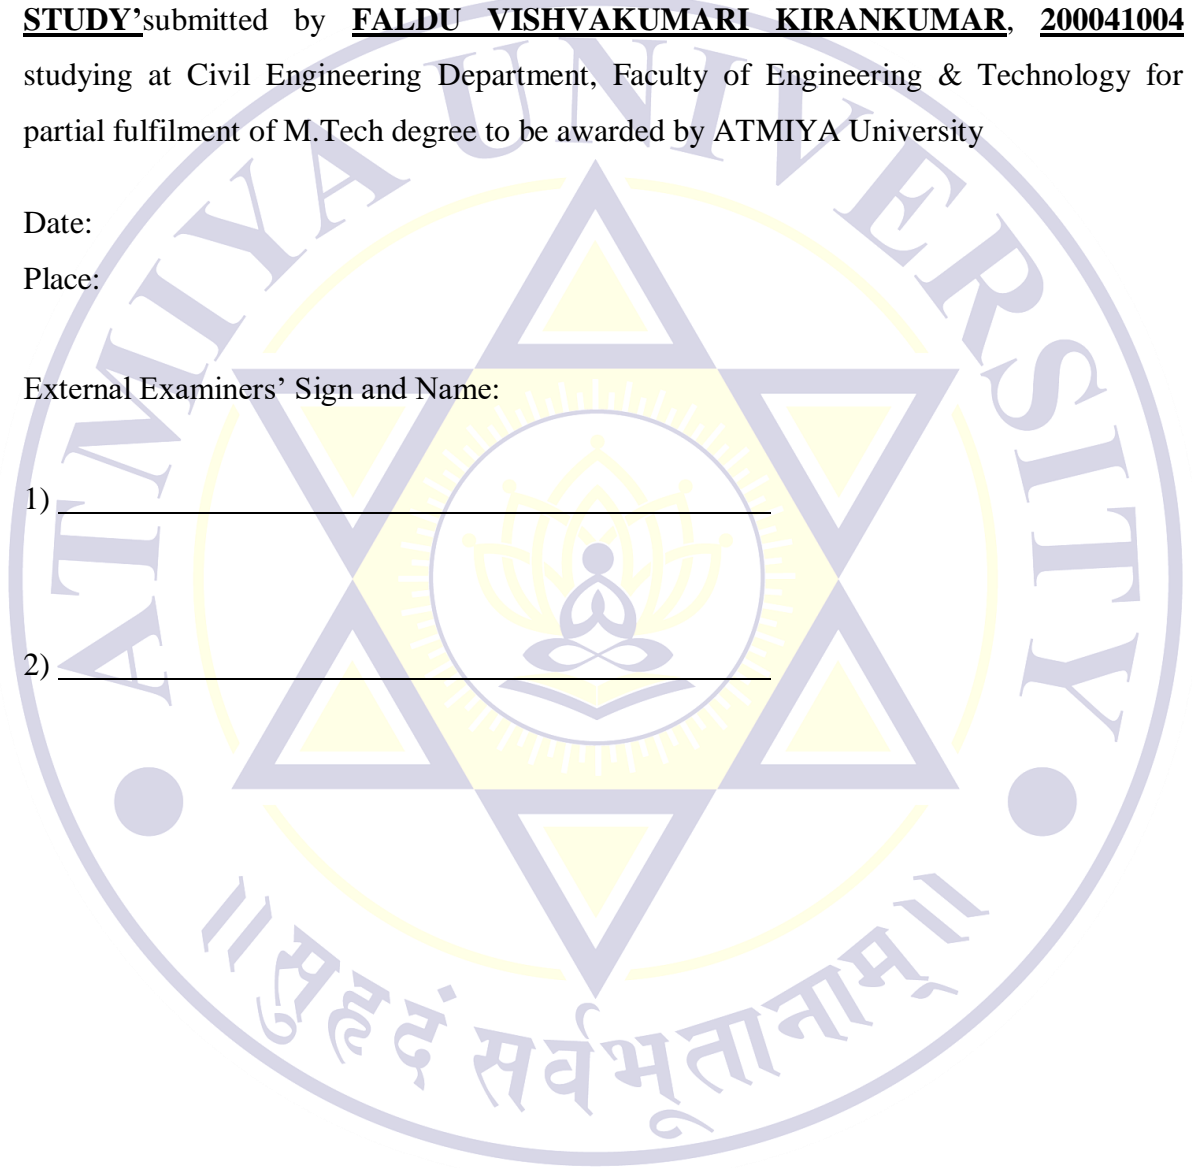 STUDY’submitted by FALDU VISHVAKUMARI KIRANKUMAR, 200041004
studying at Civil Engineering Department, Faculty of Engineering & Technology for
partial fulfilment of M.Tech degree to be awarded by ATMIYA University
Date:
Place:
External Examiners’ Sign and Name:
1)
2)
ATMIYA UNIVERSITY
॥ सुहृदं सर्वभूतानाम् ॥